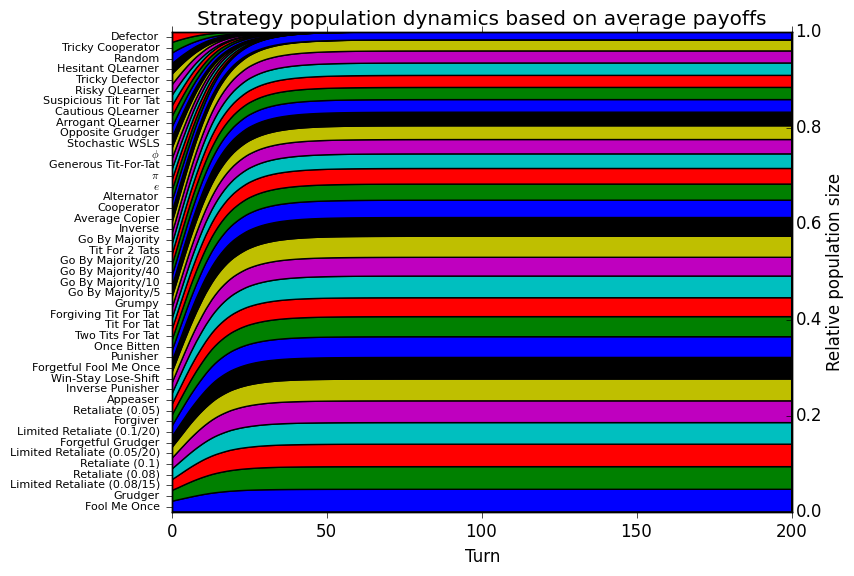 Strategy population dynamics based on average payoffs
Defector
Tricky Cooperator
Random
Hesitant QLearner
Tricky Defector
Risky QLearner
Suspicious Tit For Tat
Cautious QLearner
Arrogant QLearner
Opposite Grudger
Stochastic WSLS
ϕ
Generous Tit-For-Tat
π
e
Alternator
Cooperator
Average Copier
Inverse
Go By Majority
Tit For 2 Tats
Go By Majority/20
Go By Majority/40
Go By Majority/10
Go By Majority/5
Grumpy
Forgiving Tit For Tat
Tit For Tat
Two Tits For Tat
Once Bitten
Punisher
Forgetful Fool Me Once
Win-Stay Lose-Shift
Inverse Punisher
Appeaser
Retaliate (0.05)
Forgiver
Limited Retaliate (0.1/20)
Forgetful Grudger
Limited Retaliate (0.05/20)
Retaliate (0.1)
Retaliate (0.08)
Limited Retaliate (0.08/15)
Grudger
Fool Me Once
0 50 100 150 200
Turn
1.0
0.8
0.6
0.4
0.2
0.0
Relative population size